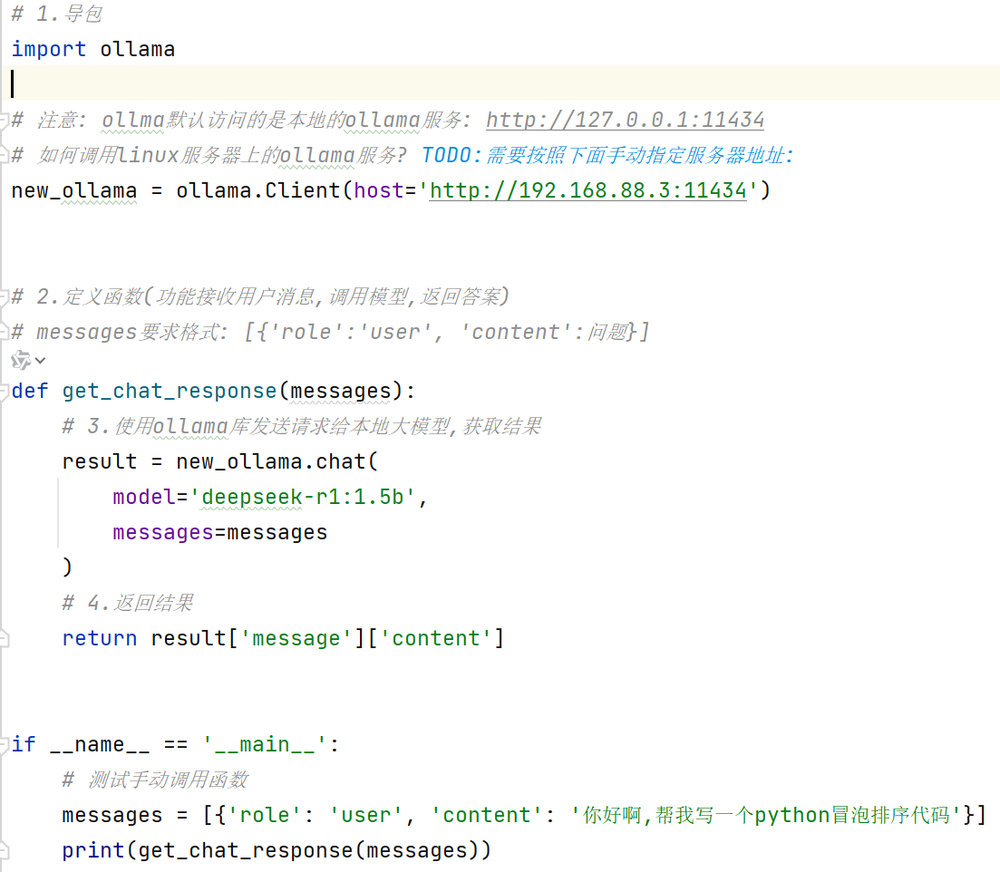 # 1.导包
import ollama
# 注意: ollma默认访问的是本地的ollama服务: http://127.0.0.1:11434
# 如何调用linux服务器上的ollama服务? TODO:需要按照下面手动指定服务器地址:
new_ollama = ollama.Client(host='http://192.168.88.3:11434')
# 2.定义函数(功能接收用户消息,调用模型,返回答案)
# messages要求格式: [{'role':'user', 'content':问题}]
def get_chat_response(messages):
    # 3.使用ollama库发送请求给本地大模型,获取结果
    result = new_ollama.chat(
        model='deepseek-r1:1.5b',
        messages=messages
    )
    # 4.返回结果
    return result['message']['content']
if __name__ == '__main__':
    # 测试手动调用函数
    messages = [{'role': 'user', 'content': '你好啊,帮我写一个python冒泡排序代码'}]
    print(get_chat_response(messages))